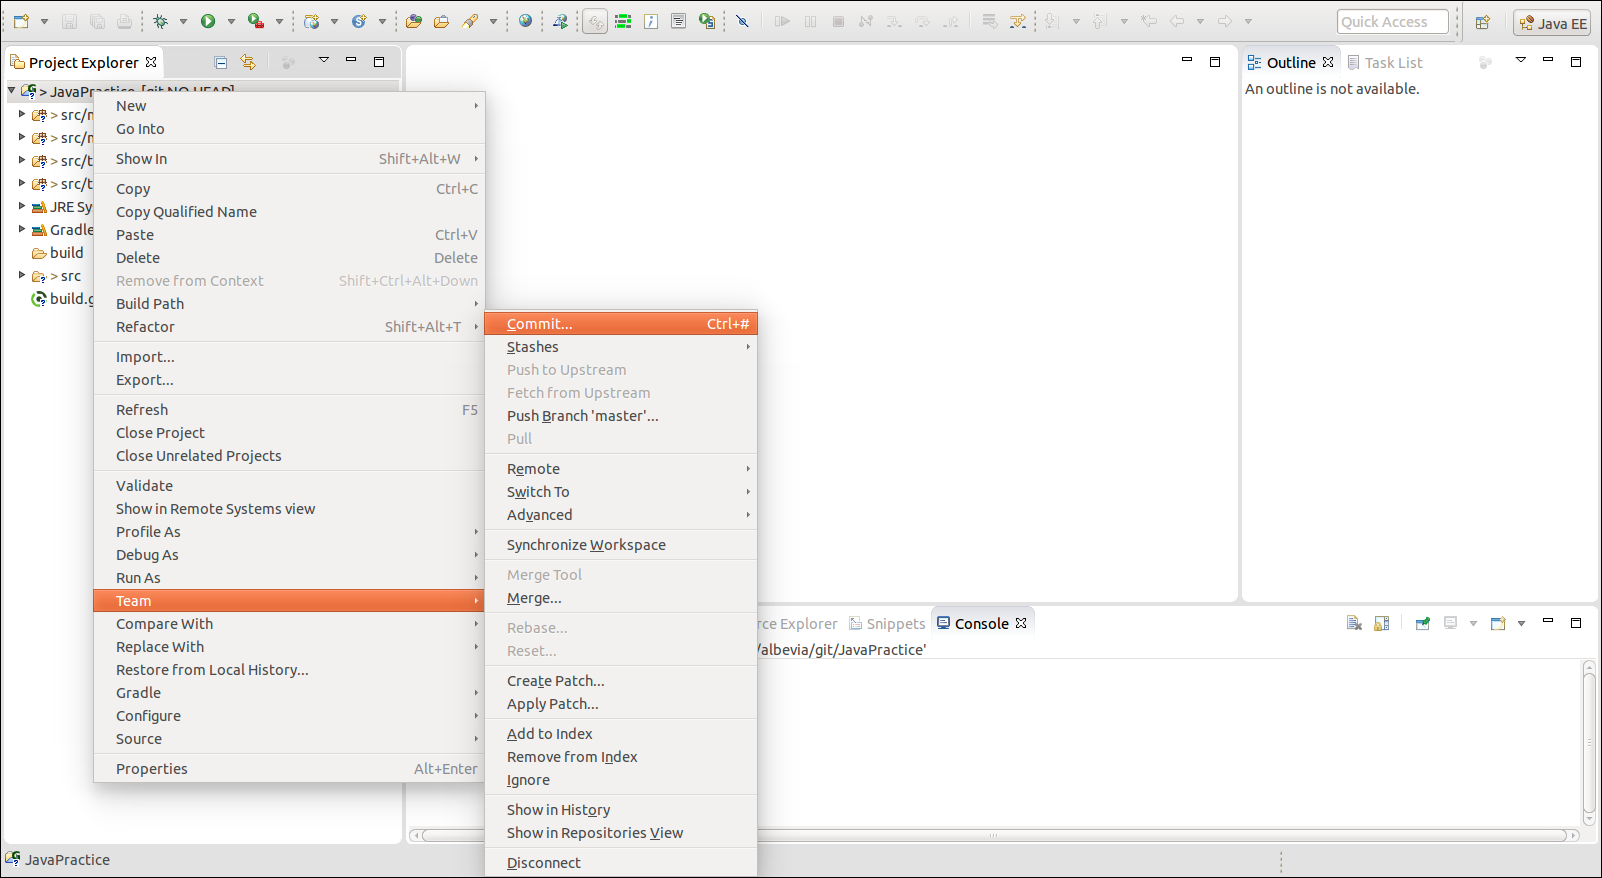 Quick Access
Java EE
Project Explorer
Outline
Task List
An outline is not available.
> JavaPractice [git NO-HEAD]
> src/
> src/
> src/t
> src/t
JRE Sy
Gradle
build
> src
build.g
New
Go Into
Show In Shift+Alt+W
Copy Ctrl+C
Copy Qualified Name
Paste Ctrl+V
Delete Delete
Remove from Context Shift+Ctrl+Alt+Down
Build Path
Refactor Shift+Alt+T
Import...
Export...
Refresh F5
Close Project
Close Unrelated Projects
Validate
Show in Remote Systems view
Profile As
Debug As
Run As
Team
Compare With
Replace With
Restore from Local History...
Gradle
Configure
Source
Properties Alt+Enter
Commit... Ctrl+#
Stashes
Push to Upstream
Fetch from Upstream
Push Branch 'master'...
Pull
Remote
Switch To
Advanced
Synchronize Workspace
Merge Tool
Merge...
Rebase...
Reset...
Create Patch...
Apply Patch...
Add to Index
Remove from Index
Ignore
Show in History
Show in Repositories View
Disconnect
rce Explorer
Snippets
Console
/albevia/git/JavaPractice'
JavaPractice